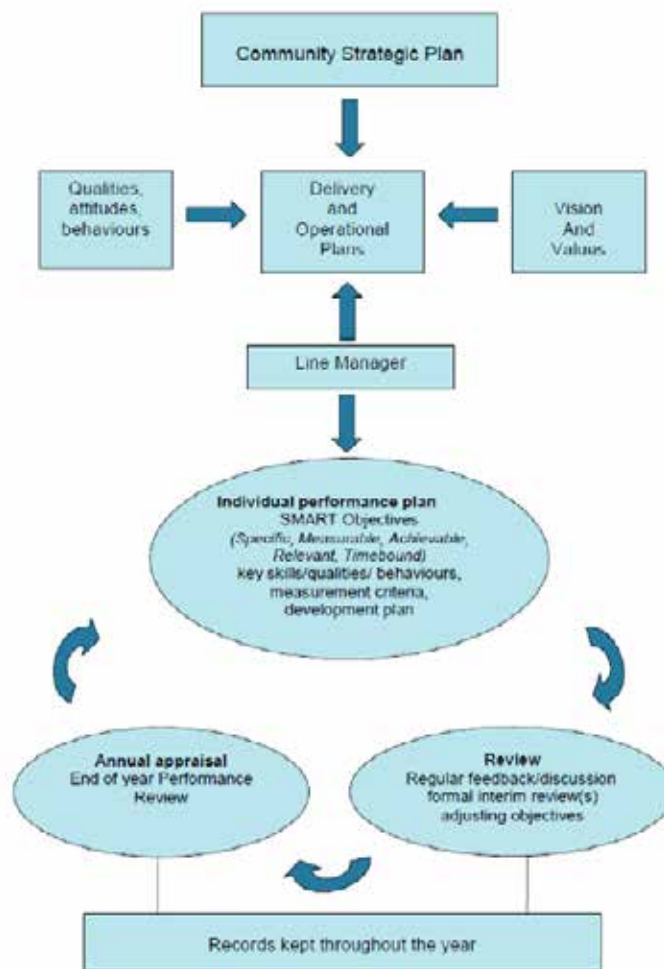 Community Strategic Plan
Qualities,
attitudes,
behaviours
Delivery
and
Operational
Plans
Vision
And
Values
Line Manager
Individual performance plan
SMART Objectives
(Specific, Measurable, Achievable,
Relevant, Timebound)
key skills/qualities/ behaviours,
measurement criteria,
development plan
Annual appraisal
End of year Performance
Review
Review
Regular feedback/discussion
formal interim review(s)
adjusting objectives
Records kept throughout the year